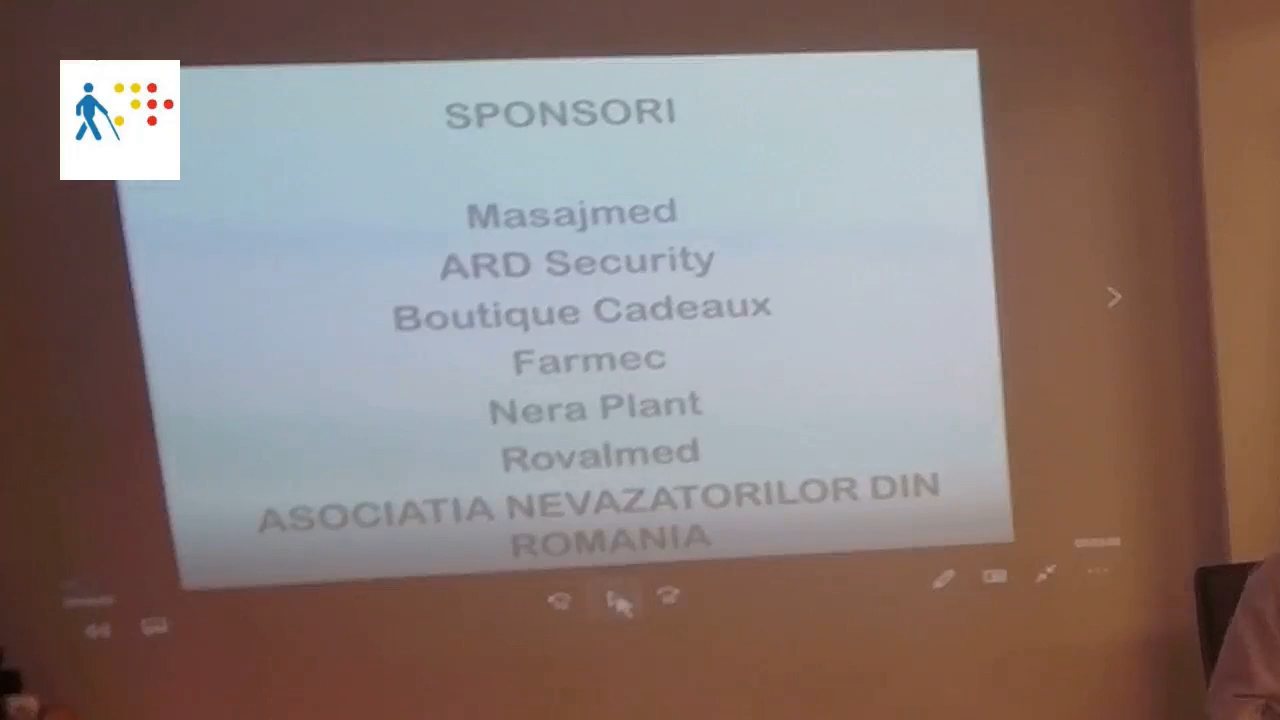 SPONSORI
Masajmed
ARD Security
Boutique Cadeaux
Farmec
Nera Plant
Rovalmed
ASOCIATIA NEVAZATORILOR DIN
ROMANIA